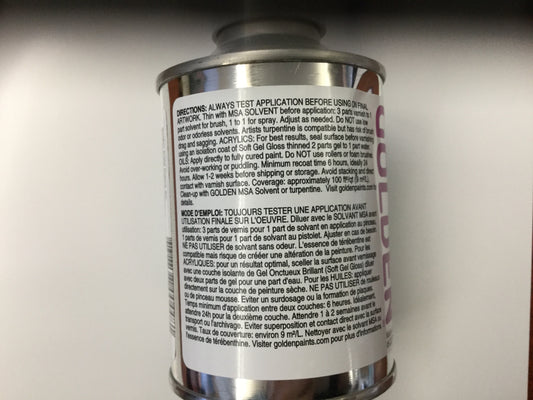 DIRECTIONS: ALWAYS TEST APPLICATION BEFORE USING ON FINAL
ARTWORK. Thin with MSA SOLVENT before application: 3 parts varnish to 1
part solvent for brush, 1 to 1 for spray. Adjust as needed. Do NOT use low
odor or odorless solvents. Artists turpentine is compatible but has risk of brush
drag and sagging. ACRYLICS: For best results, seal surface before varnishing
using an isolation coat of Soft Gel Gloss thinned 2 parts gel to 1 part water.
OILS: Apply directly to fully cured paint. Do NOT use rollers or foam brushes.
Avoid over-working or puddling. Minimum recoat time 6 hours, ideally 24
hours. Allow 1-2 weeks before shipping or storage. Avoid stacking and direct
contact with varnish surface. Coverage: approximately 100 ft²/qt (9 m²/L).
Clean-up with GOLDEN MSA Solvent or turpentine. Visit goldenpaints.com for
details.
MODE D'EMPLOI: TOUJOURS TESTER UNE APPLICATION AVANT
UTILISATION FINALE SUR L'OEUVRE. Diluer avec le SOLVANT MSA avant
utilisation: 3 parts de vernis pour 1 part de solvant en application au pinceau,
1 parts de vernis pour 1 part de solvant au pistolet. Ajuster en cas de besoin.
NE PAS UTILISER de solvant sans odeur. L'essence de térébentine est
compatible mais risque de créer une altération de la peinture. Pour les
ACRYLIQUES: pour un résultat optimal, sceller la surface avant vernissage
avec une couche isolante de Gel Onctueux Brillant (Soft Gel Gloss) dilué
avec deux parts de gel pour une part d'eau. Pour les HUILES: appliquer
directement sur la couche de peinture sèche. NE PAS UTILISER de rouleau
ou de pinceau mousse. Eviter un surdosage ou la formation de plaques.
Temps minimum d'application entre deux couches: 6 heures. Idéalement,
attendre 24h pour la deuxième couche. Attendre 1 à 2 semaines avant le
transport ou l'archivage. Eviter superposition et contact direct avec la surface
vernis. Taux de couverture: environ 9 m²/L. Nettoyer avec le solvant MSA ou
l'essence de térébenthine. Visiter goldenpaints.com pour plus d'informations.
GOLDEN